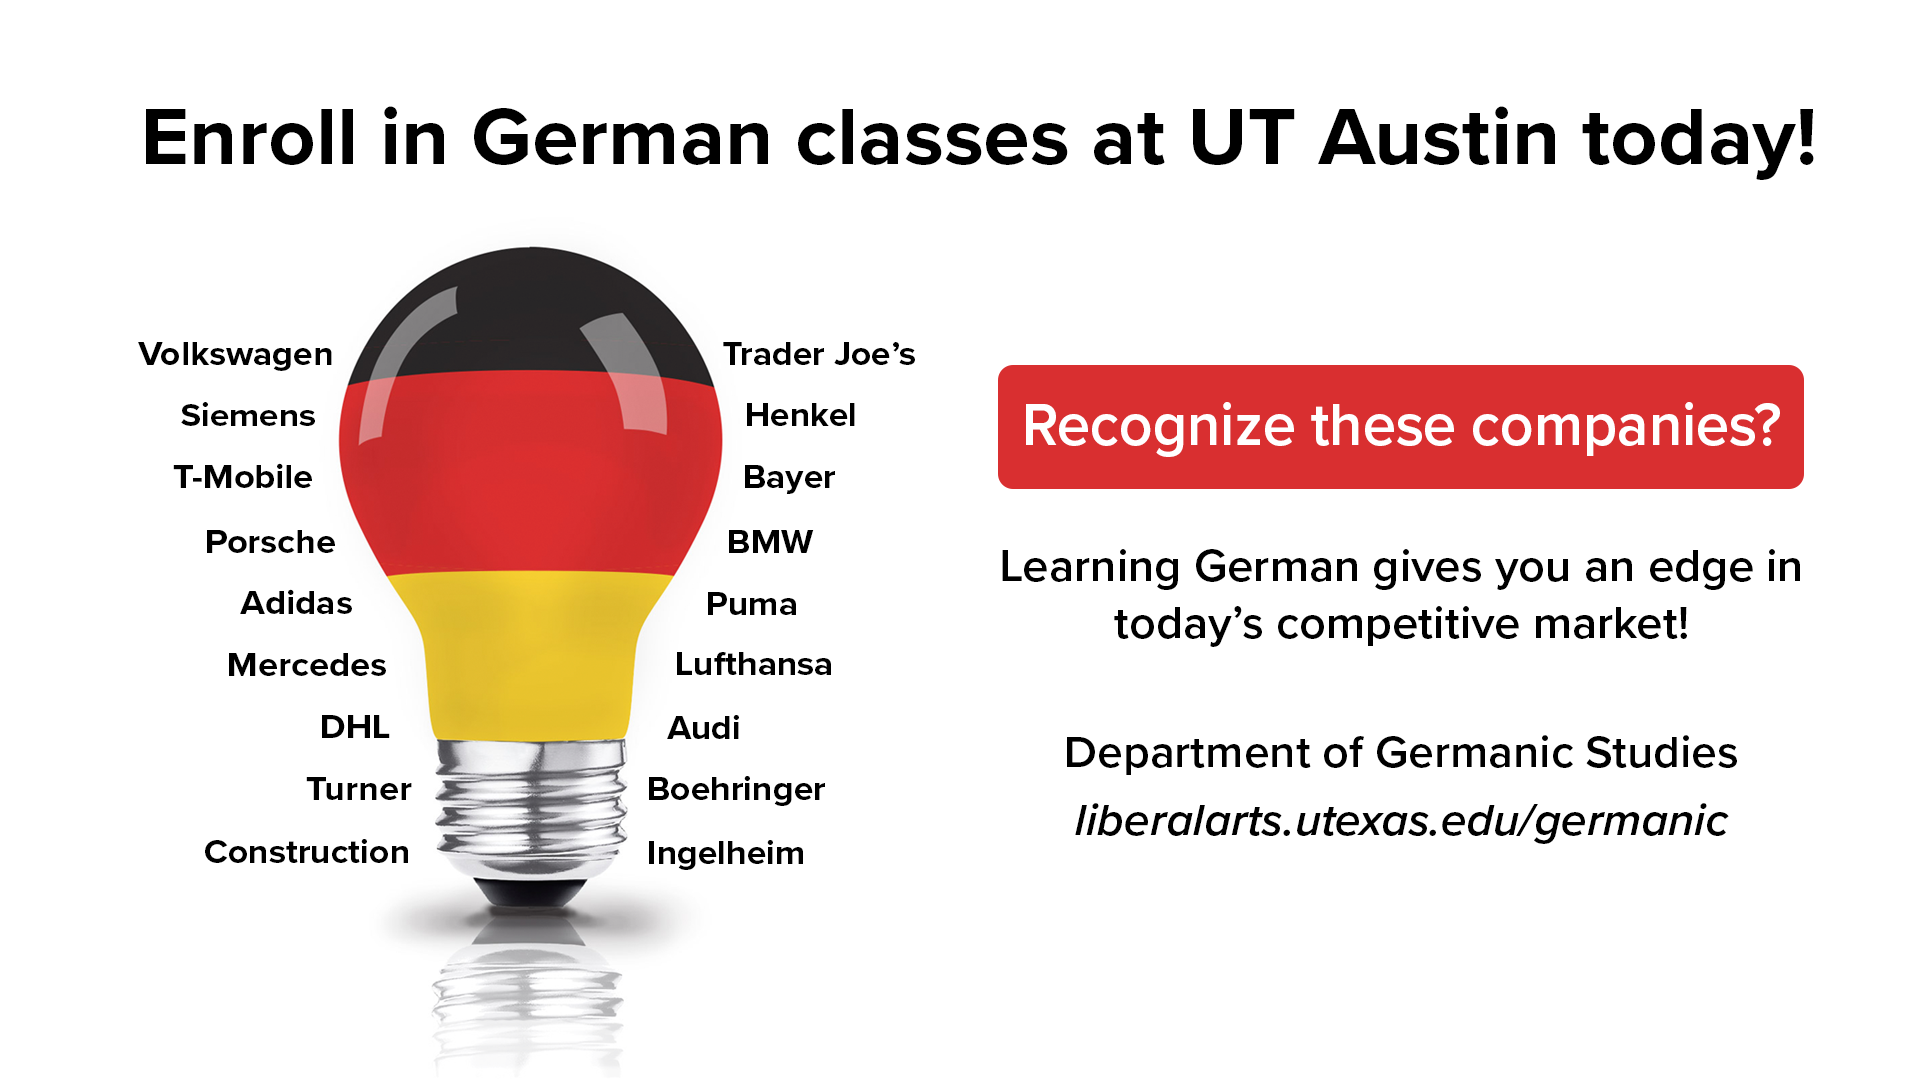 Enroll in German classes at UT Austin today!
Volkswagen
Siemens
T-Mobile
Porsche
Adidas
Mercedes
DHL
Turner
Construction
Trader Joe’s
Henkel
Bayer
BMW
Puma
Lufthansa
Audi
Boehringer
Ingelheim
Recognize these companies?
Learning German gives you an edge in
today’s competitive market!
Department of Germanic Studies
liberalarts.utexas.edu/germanic